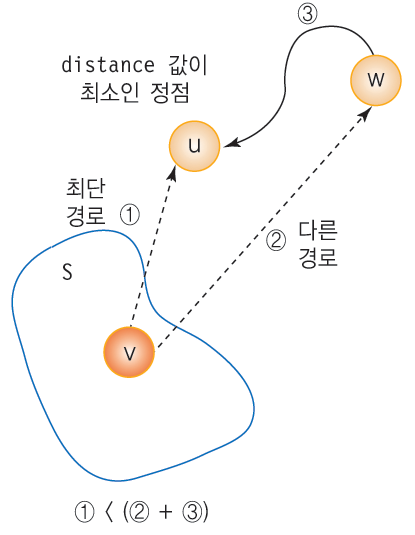 ③
distance 값이
최소인 정점
w
u
최단
경로 ①
② 다른
경로
S
v
① < (② + ③)